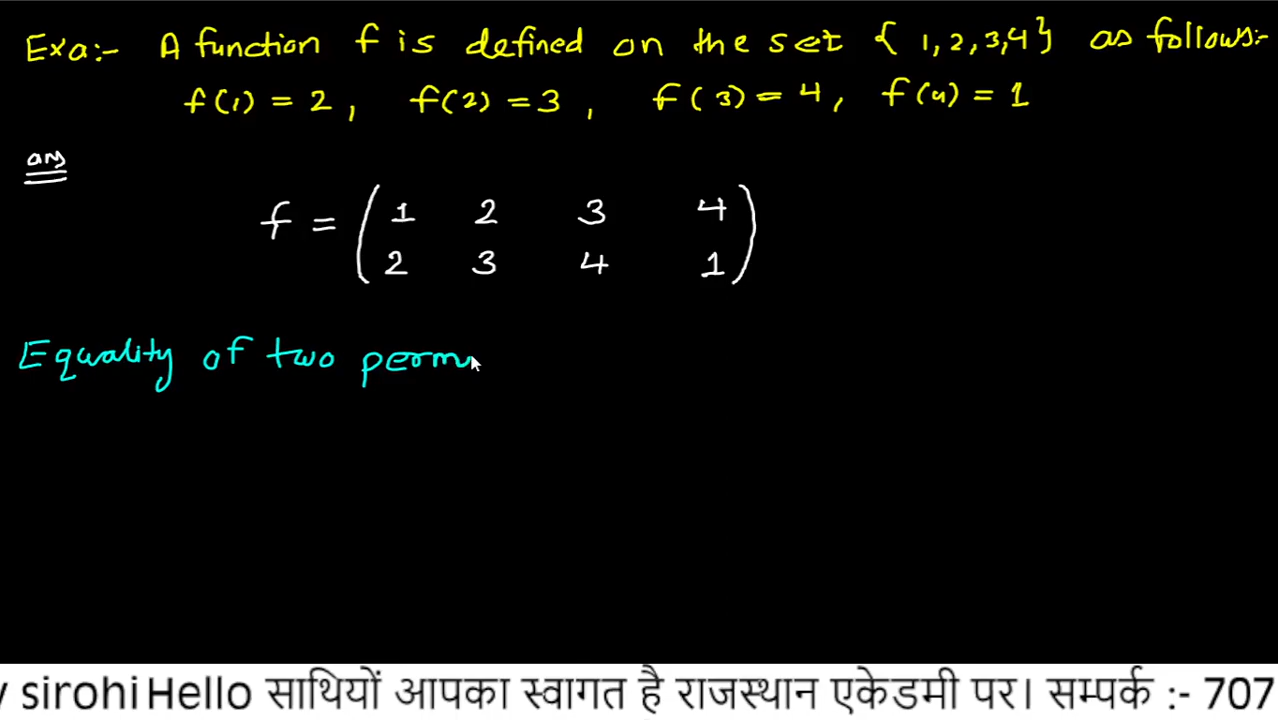 Exa:- A function f is defined on the set { 1,2,3,4} as follows:-
f(1) = 2, f(2) = 3, f(3) = 4, f(4) = 1
ans
f = ( 1 2 3 4 )
2 3 4 1
Equality of two permu
y sirohi Hello साथियों आपका स्वागत है राजस्थान एकेडमी पर। सम्पर्क :- 707